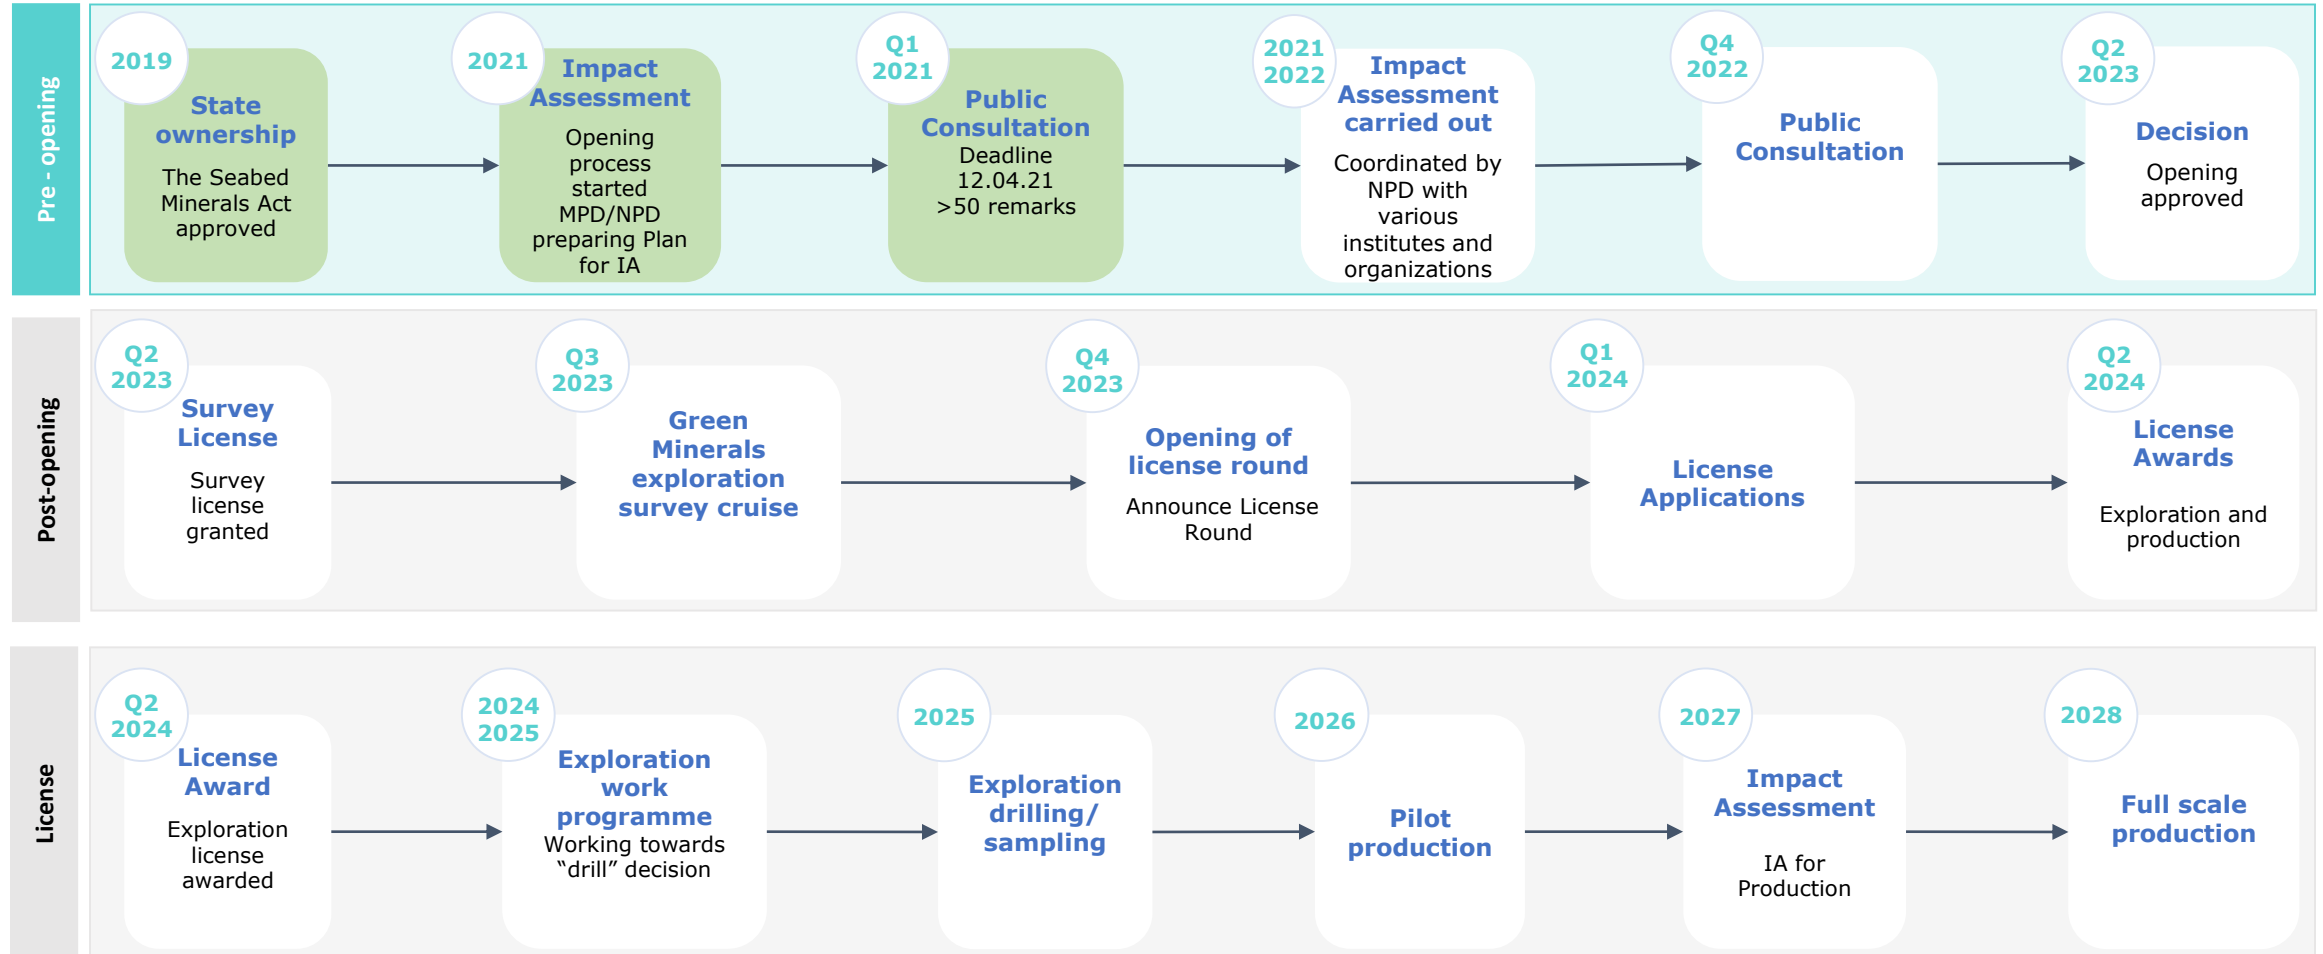 Pre - opening
2019
State
ownership
The Seabed
Minerals Act
approved
2021
Impact
Assessment
Opening
process
started
MPD/NPD
preparing Plan
for IA
Q1
2021
Public
Consultation
Deadline
12.04.21
>50 remarks
2021
2022
Impact
Assessment
carried out
Coordinated by
NPD with
various
institutes and
organizations
Q4
2022
Public
Consultation
Q2
2023
Decision
Opening
approved
Post-opening
Q2
2023
Survey
License
Survey
license
granted
Q3
2023
Green
Minerals
exploration
survey cruise
Q4
2023
Opening of
license round
Announce License
Round
Q1
2024
License
Applications
Q2
2024
License
Awards
Exploration and
production
License
Q2
2024
License
Award
Exploration
license
awarded
2024
2025
Exploration
work
programme
Working towards
“drill” decision
2025
Exploration
drilling/
sampling
2026
Pilot
production
2027
Impact
Assessment
IA for
Production
2028
Full scale
production